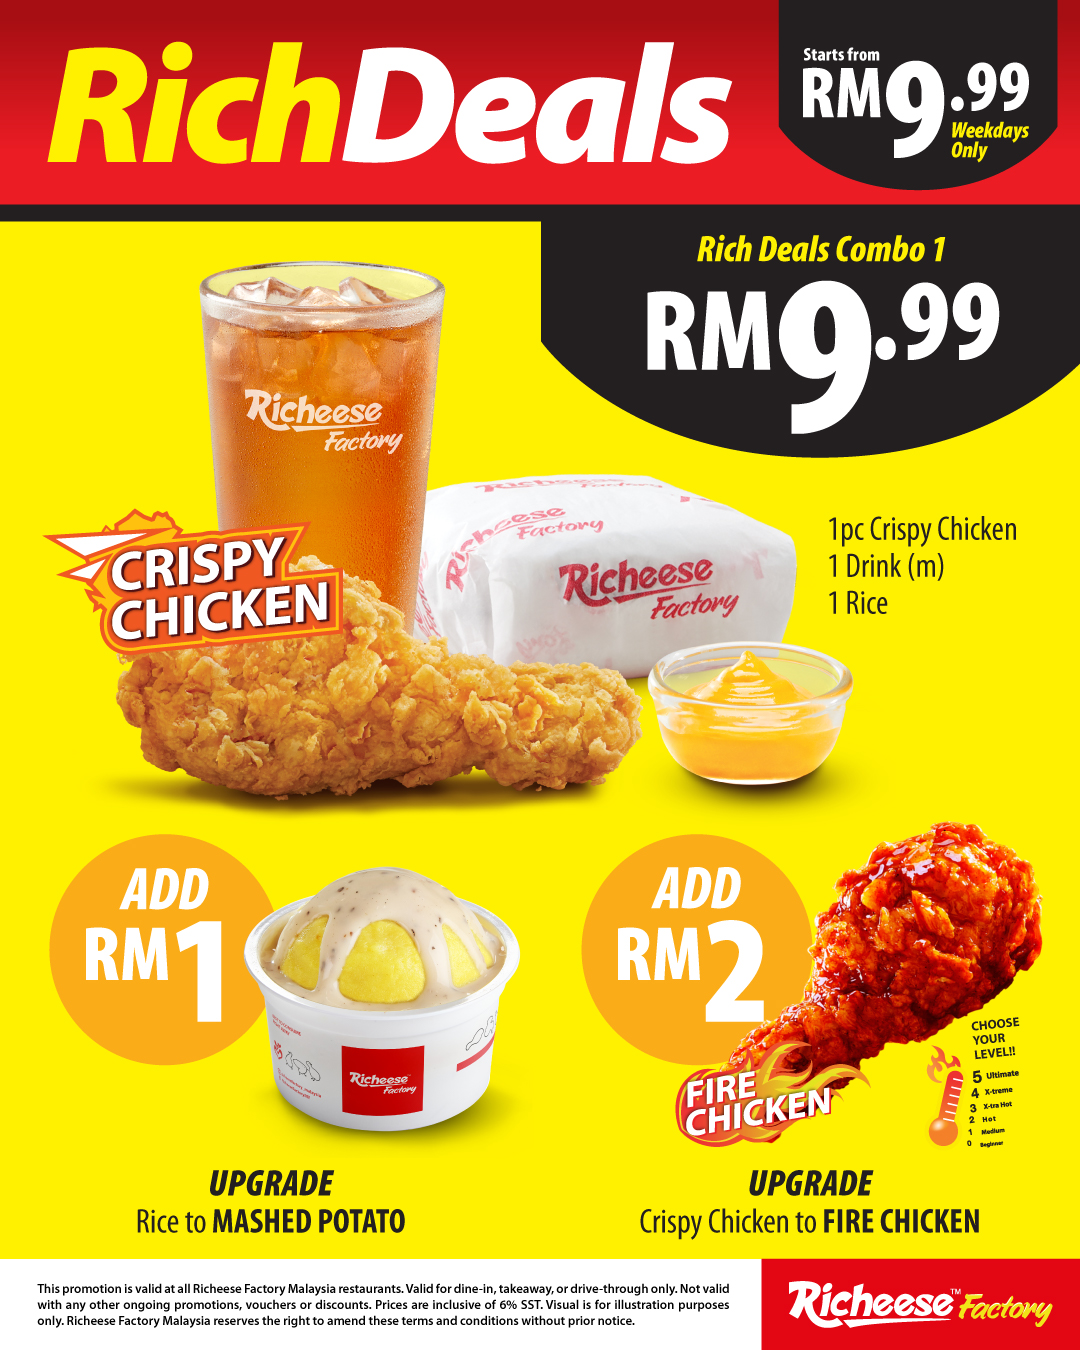 RichDeals
Starts from
RM9.99
Weekdays
Only
Rich Deals Combo 1
RM9.99
Richeese
Factory
Richeese
Factory
Richeese
Factory
Richeese
Factory
1pc Crispy Chicken
1 Drink (m)
1 Rice
CRISPY
CHICKEN
ADD
RM1
Richeese
Factory
UPGRADE
Rice to MASHED POTATO
ADD
RM2
FIRE
CHICKEN
CHOOSE
YOUR
LEVEL!!
5 Ultimate
4 X-treme
3 X-tra Hot
2 Hot
1 Medium
0 Beginner
UPGRADE
Crispy Chicken to FIRE CHICKEN
This promotion is valid at all Richeese Factory Malaysia restaurants. Valid for dine-in, takeaway, or drive-through only. Not valid
with any other ongoing promotions, vouchers or discounts. Prices are inclusive of 6% SST. Visual is for illustration purposes
only. Richeese Factory Malaysia reserves the right to amend these terms and conditions without prior notice.
Richeese™ Factory